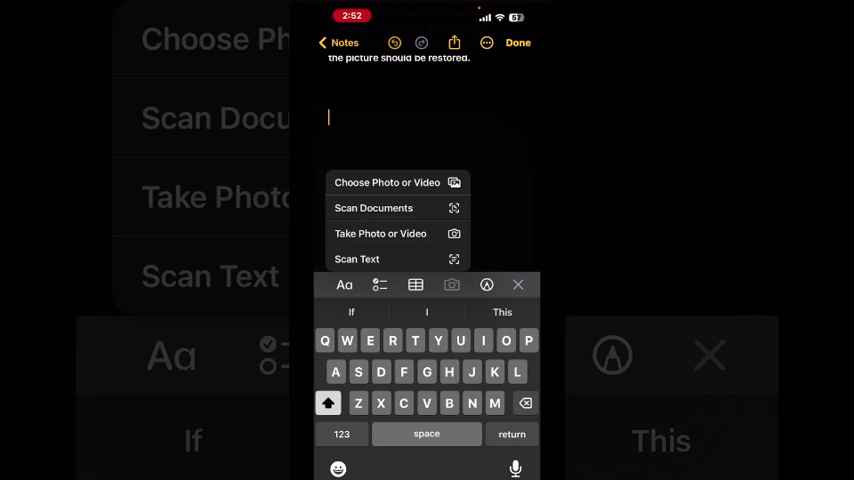 2:52
57
Notes
Done
the picture should be restored.
Choose Photo or Video
Scan Documents
Take Photo or Video
Scan Text
Aa
If
I
This
Q W E R T Y U I O P
A S D F G H J K L
Z X C V B N M
123
space
return
Choose Ph
Scan Docu
Take Photo
Scan Text
Aa
If
This